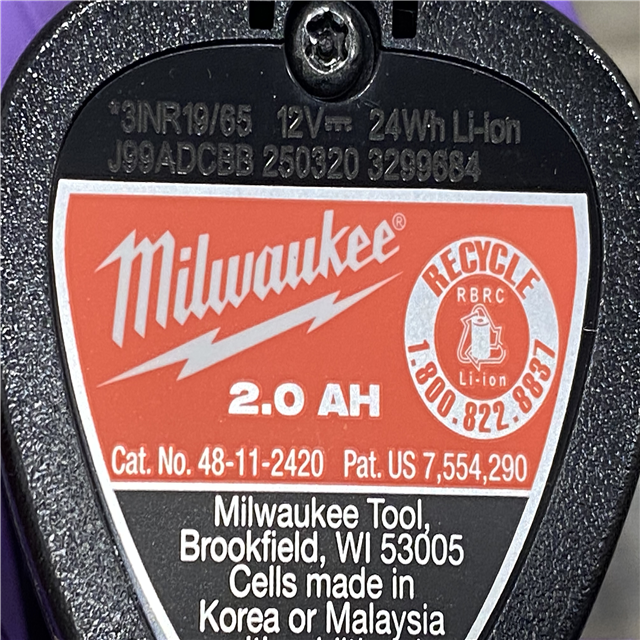 *3INR19/65 12V⎓ 24Wh Li-ion
J99ADCBB 250320 3299684
Milwaukee®
RECYCLE
RBRC
Li-ion
1.800.822.8837
2.0 AH
Cat. No. 48-11-2420 Pat. US 7,554,290
Milwaukee Tool,
Brookfield, WI 53005
Cells made in
Korea or Malaysia